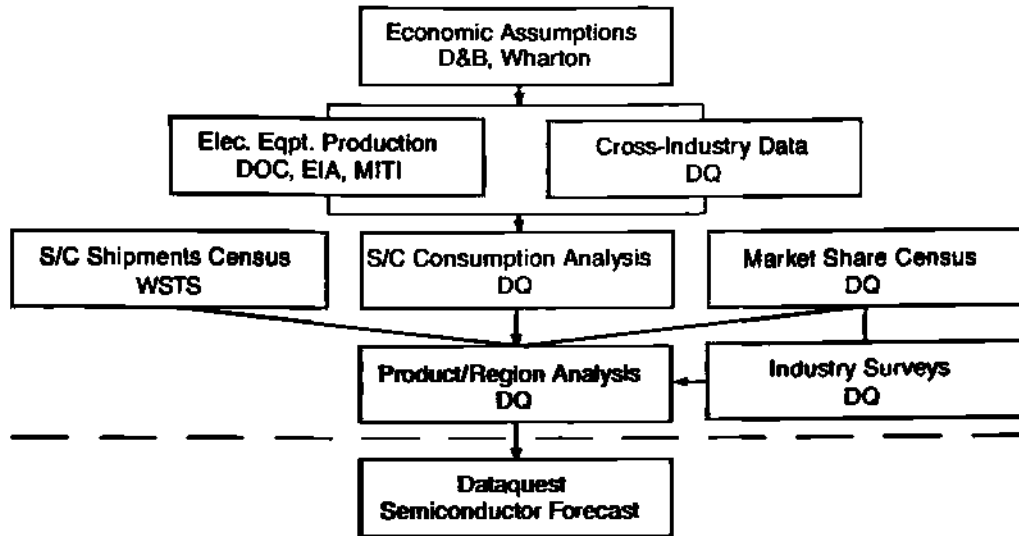 Economic Assumptions
D&B, Wharton
Elec. Eqpt. Production
DOC, EIA, MITI
Cross-Industry Data
DQ
S/C Shipments Census
WSTS
S/C Consumption Analysis
DQ
Market Share Census
DQ
Product/Region Analysis
DQ
Industry Surveys
DQ
Dataquest
Semiconductor Forecast